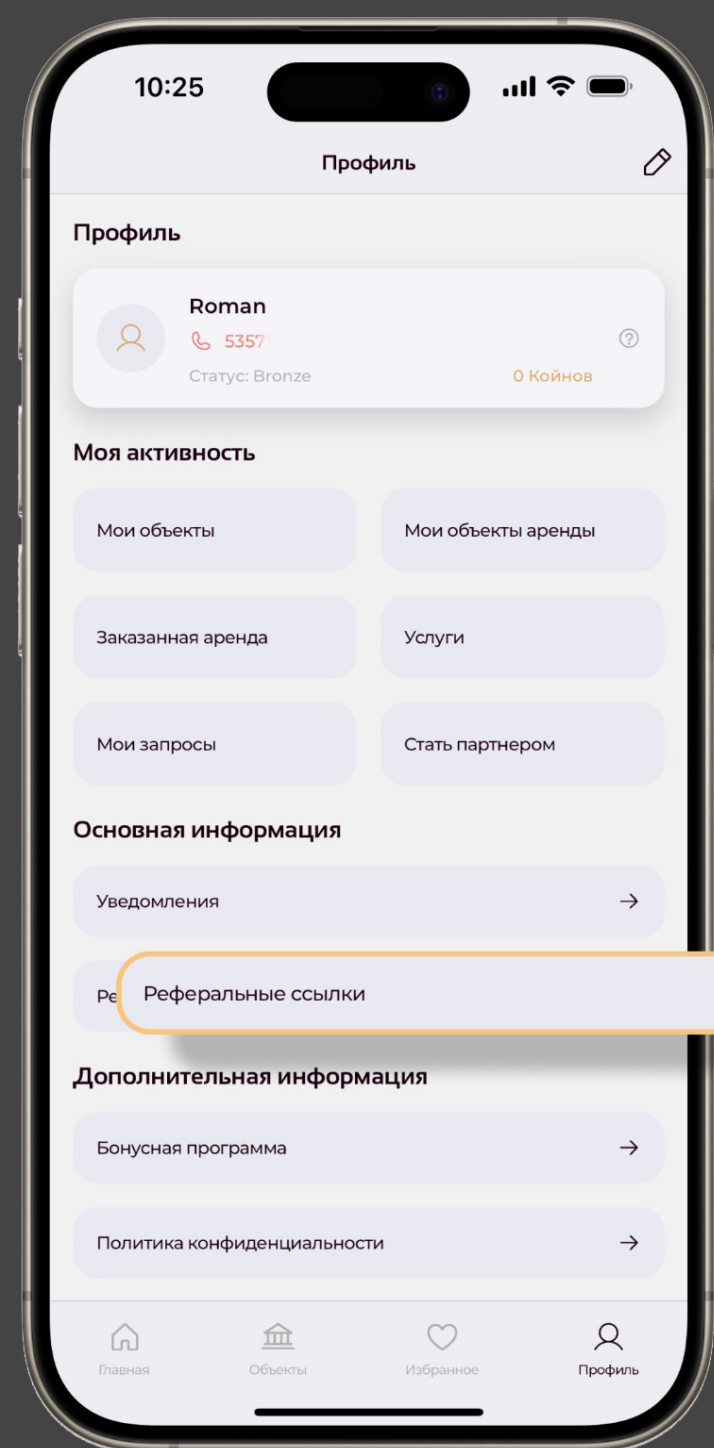 10:25
Профиль
Профиль
Roman
5357
Статус: Bronze
0 Койнов
Моя активность
Мои объекты
Мои объекты аренды
Заказанная аренда
Услуги
Мои запросы
Стать партнером
Основная информация
Уведомления
Ре
Реферальные ссылки
Дополнительная информация
Бонусная программа
Политика конфиденциальности
Главная
Объекты
Избранное
Профиль